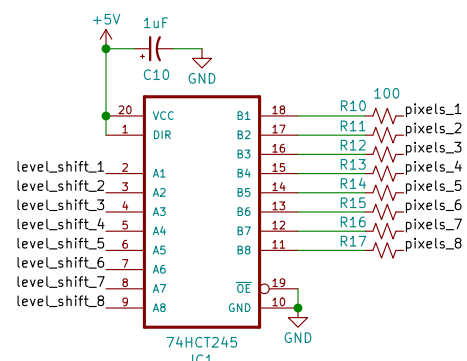 +5V
1uF
+
C10
GND
100
20 VCC B1 18 R10 pixels_1
1 DIR B2 17 R11 pixels_2
B3 16 R12 pixels_3
level_shift_1 2 A1 B4 15 R13 pixels_4
level_shift_2 3 A2 B5 14 R14 pixels_5
level_shift_3 4 A3 B6 13 R15 pixels_6
level_shift_4 5 A4 B7 12 R16 pixels_7
level_shift_5 6 A5 B8 11 R17 pixels_8
level_shift_6 7 A6
level_shift_7 8 A7 OE 19
level_shift_8 9 A8 GND 10
GND
74HCT245
IC1